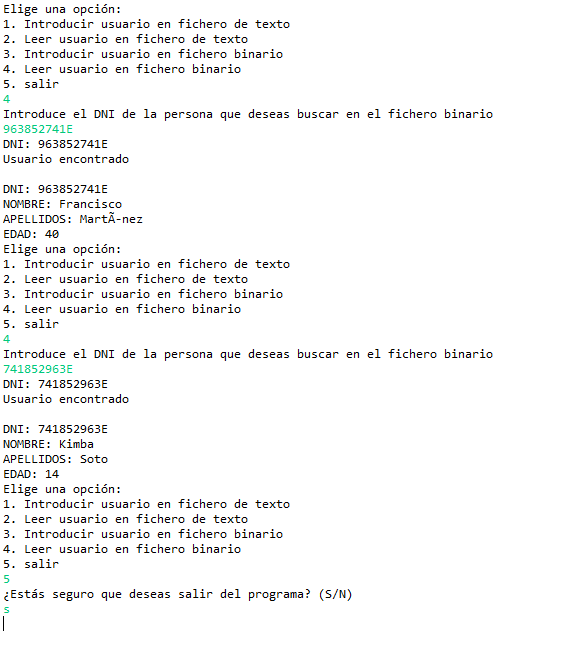 Elige una opción:
1. Introducir usuario en fichero de texto
2. Leer usuario en fichero de texto
3. Introducir usuario en fichero binario
4. Leer usuario en fichero binario
5. salir
4
Introduce el DNI de la persona que deseas buscar en el fichero binario
963852741E
DNI: 963852741E
Usuario encontrado

DNI: 963852741E
NOMBRE: Francisco
APELLIDOS: MartÃ-nez
EDAD: 40
Elige una opción:
1. Introducir usuario en fichero de texto
2. Leer usuario en fichero de texto
3. Introducir usuario en fichero binario
4. Leer usuario en fichero binario
5. salir
4
Introduce el DNI de la persona que deseas buscar en el fichero binario
741852963E
DNI: 741852963E
Usuario encontrado

DNI: 741852963E
NOMBRE: Kimba
APELLIDOS: Soto
EDAD: 14
Elige una opción:
1. Introducir usuario en fichero de texto
2. Leer usuario en fichero de texto
3. Introducir usuario en fichero binario
4. Leer usuario en fichero binario
5. salir
5
¿Estás seguro que deseas salir del programa? (S/N)
s